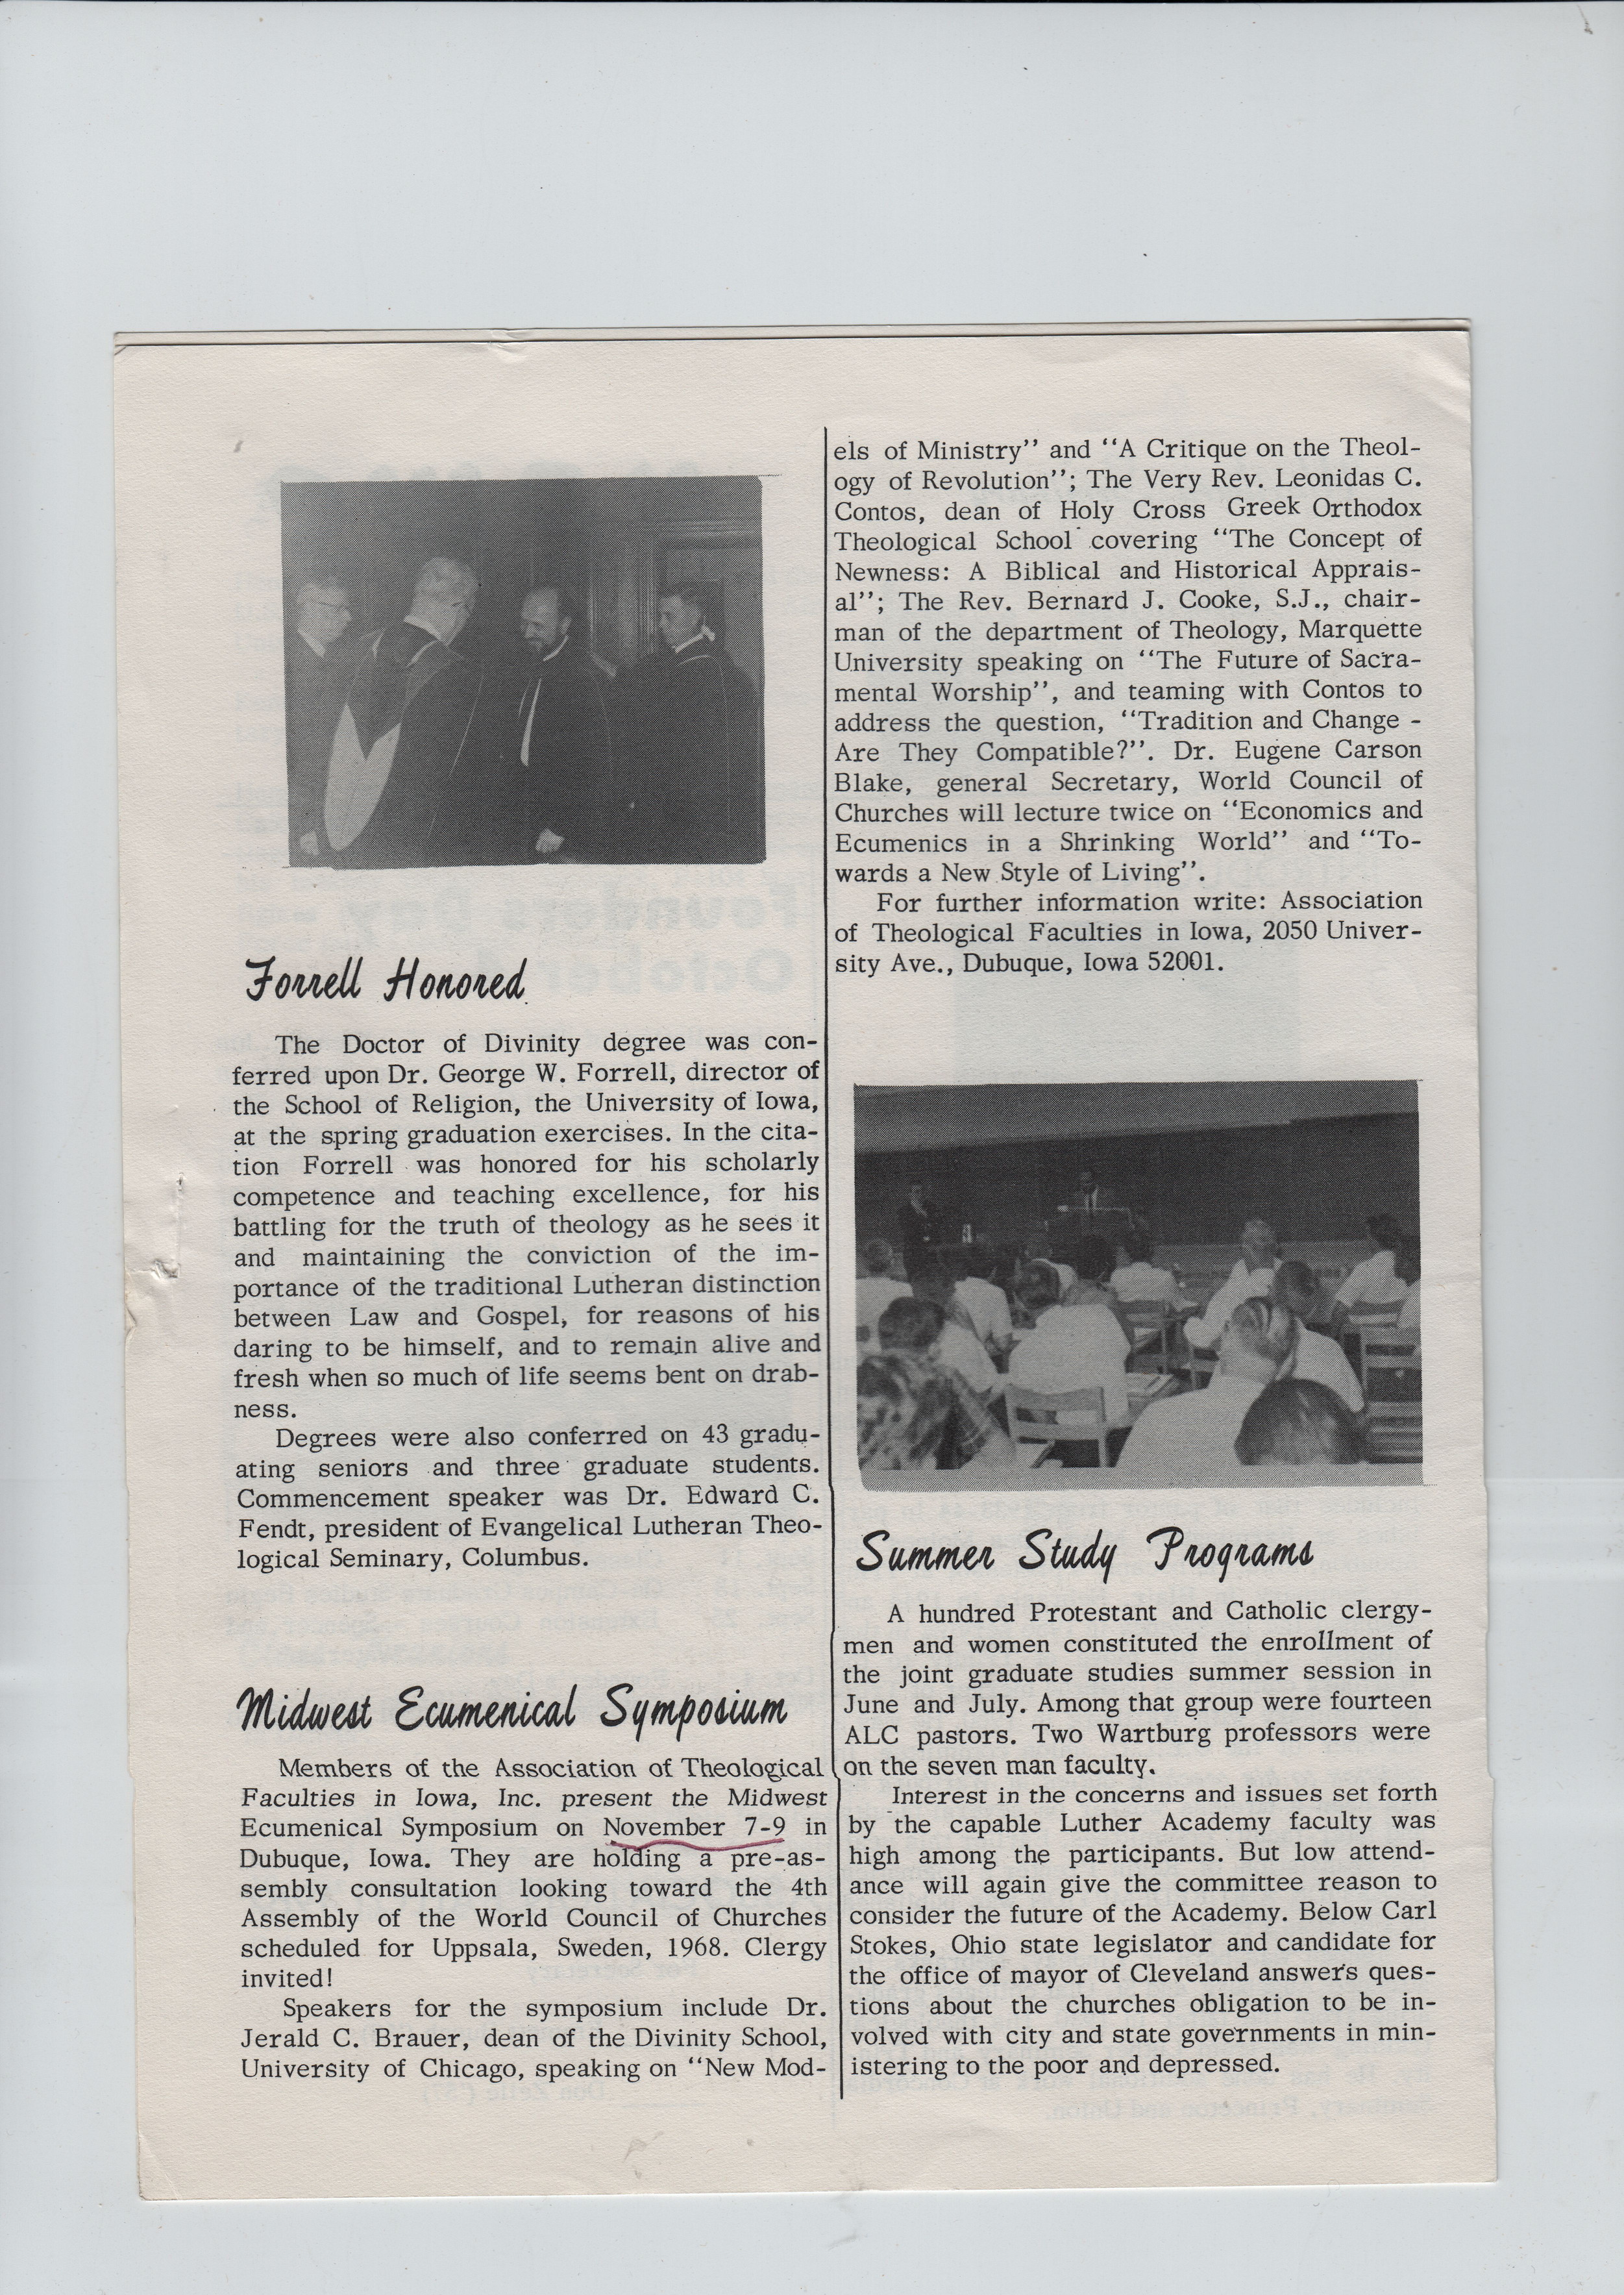 Forrell Honored
The Doctor of Divinity degree was con-
ferred upon Dr. George W. Forrell, director of
the School of Religion, the University of Iowa,
at the spring graduation exercises. In the cita-
tion Forrell was honored for his scholarly
competence and teaching excellence, for his
battling for the truth of theology as he sees it
and maintaining the conviction of the im-
portance of the traditional Lutheran distinction
between Law and Gospel, for reasons of his
daring to be himself, and to remain alive and
fresh when so much of life seems bent on drab-
ness.
Degrees were also conferred on 43 gradu-
ating seniors and three graduate students.
Commencement speaker was Dr. Edward C.
Fendt, president of Evangelical Lutheran Theo-
logical Seminary, Columbus.
Midwest Ecumenical Symposium
Members of the Association of Theological
Faculties in Iowa, Inc. present the Midwest
Ecumenical Symposium on November 7-9 in
Dubuque, Iowa. They are holding a pre-as-
sembly consultation looking toward the 4th
Assembly of the World Council of Churches
scheduled for Uppsala, Sweden, 1968. Clergy
invited!
Speakers for the symposium include Dr.
Jerald C. Brauer, dean of the Divinity School,
University of Chicago, speaking on "New Mod-
els of Ministry" and "A Critique on the Theol-
ogy of Revolution"; The Very Rev. Leonidas C.
Contos, dean of Holy Cross Greek Orthodox
Theological School covering "The Concept of
Newness: A Biblical and Historical Apprais-
al"; The Rev. Bernard J. Cooke, S.J., chair-
man of the department of Theology, Marquette
University speaking on "The Future of Sacra-
mental Worship", and teaming with Contos to
address the question, "Tradition and Change -
Are They Compatible?". Dr. Eugene Carson
Blake, general Secretary, World Council of
Churches will lecture twice on "Economics and
Ecumenics in a Shrinking World" and "To-
wards a New Style of Living".
For further information write: Association
of Theological Faculties in Iowa, 2050 Univer-
sity Ave., Dubuque, Iowa 52001.
Summer Study Programs
A hundred Protestant and Catholic clergy-
men and women constituted the enrollment of
the joint graduate studies summer session in
June and July. Among that group were fourteen
ALC pastors. Two Wartburg professors were
on the seven man faculty.
Interest in the concerns and issues set forth
by the capable Luther Academy faculty was
high among the participants. But low attend-
ance will again give the committee reason to
consider the future of the Academy. Below Carl
Stokes, Ohio state legislator and candidate for
the office of mayor of Cleveland answers ques-
tions about the churches obligation to be in-
volved with city and state governments in min-
istering to the poor and depressed.